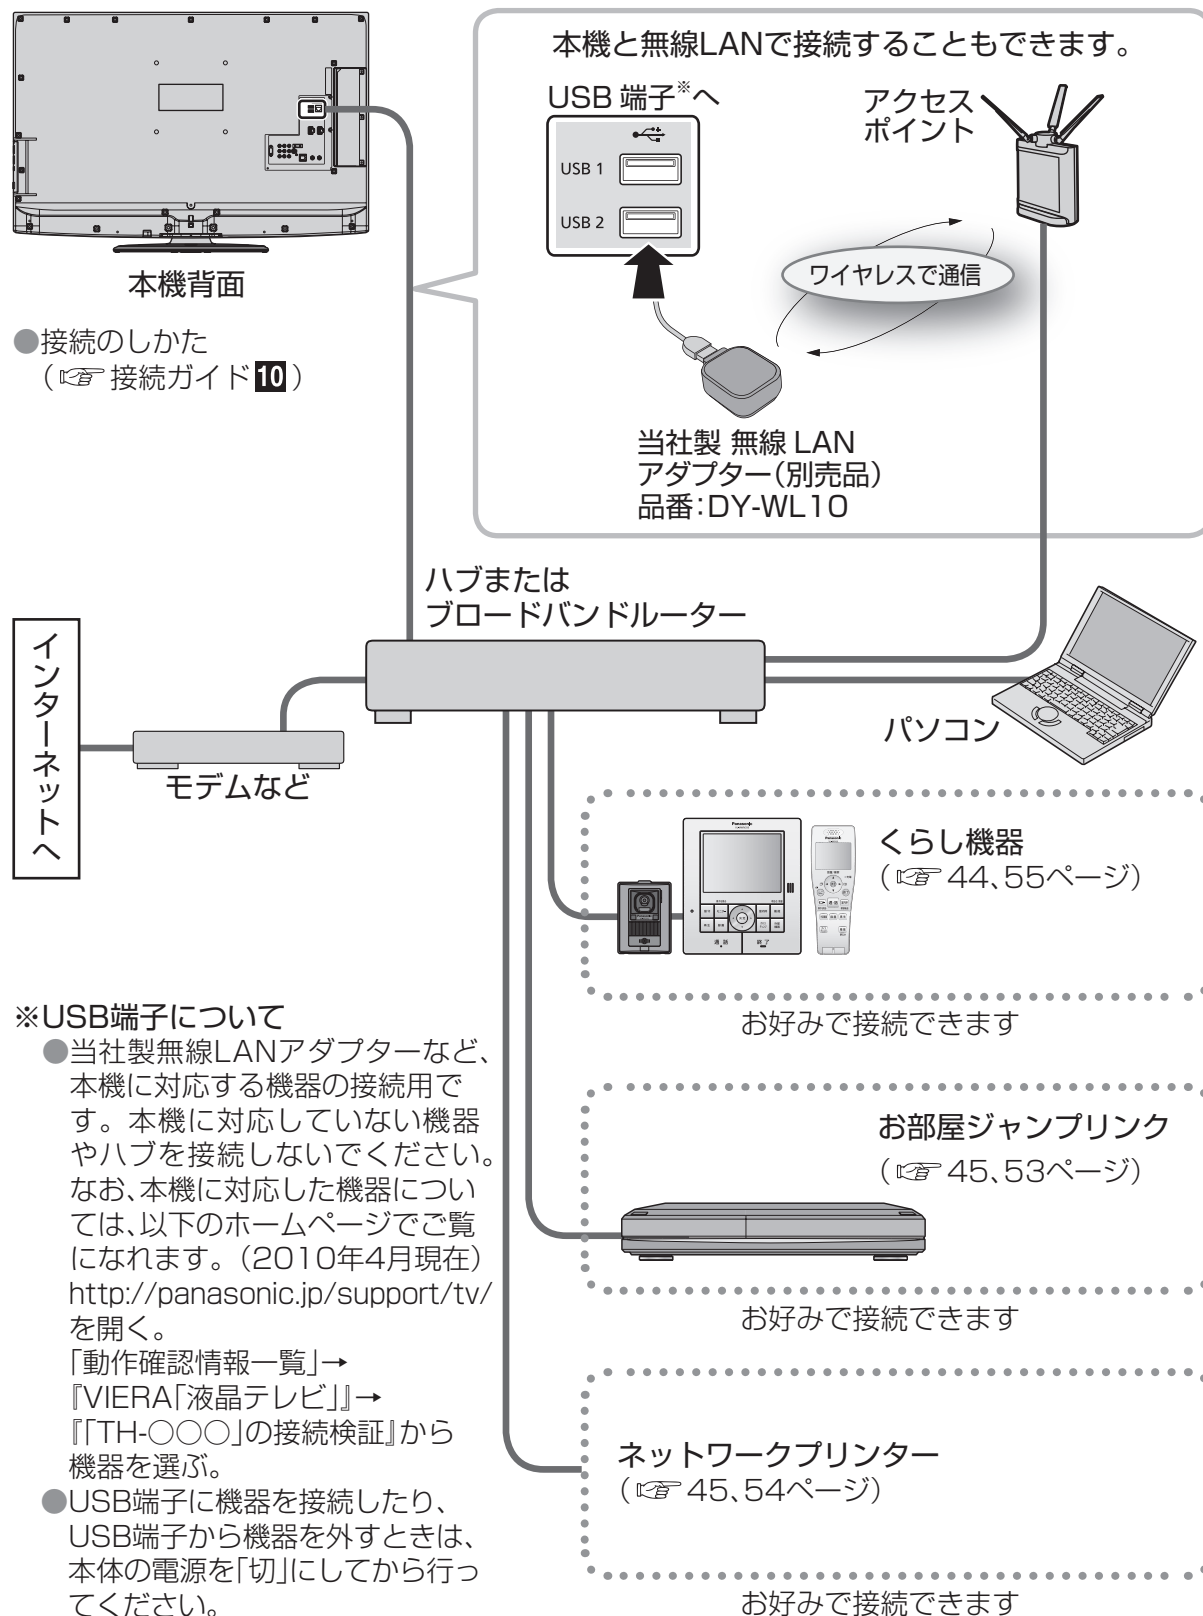 本機と無線LANで接続することもできます。
USB 端子※へ
アクセス
ポイント
USB 1
USB 2
ワイヤレスで通信
本機背面
●接続のしかた
(☞ 接続ガイド10)
当社製 無線 LAN
アダプター(別売品)
品番:DY-WL10
ハブまたは
ブロードバンドルーター
インターネットへ
モデムなど
パソコン
Panasonic
Panasonic
通話
終了
くらし機器
(☞ 44、55ページ)
お好みで接続できます
お部屋ジャンプリンク
(☞ 45、53ページ)
お好みで接続できます
ネットワークプリンター
(☞ 45、54ページ)
お好みで接続できます
※USB端子について
●当社製無線LANアダプターなど、
本機に対応する機器の接続用で
す。本機に対応していない機器
やハブを接続しないでください。
なお、本機に対応した機器につい
ては、以下のホームページでご覧
になれます。(2010年4月現在)
http://panasonic.jp/support/tv/
を開く。
「動作確認情報一覧」→
『VIERA「液晶テレビ」』→
『「TH-○○○」の接続検証』から
機器を選ぶ。
●USB端子に機器を接続したり、
USB端子から機器を外すときは、
本体の電源を「切」にしてから行っ
てください。